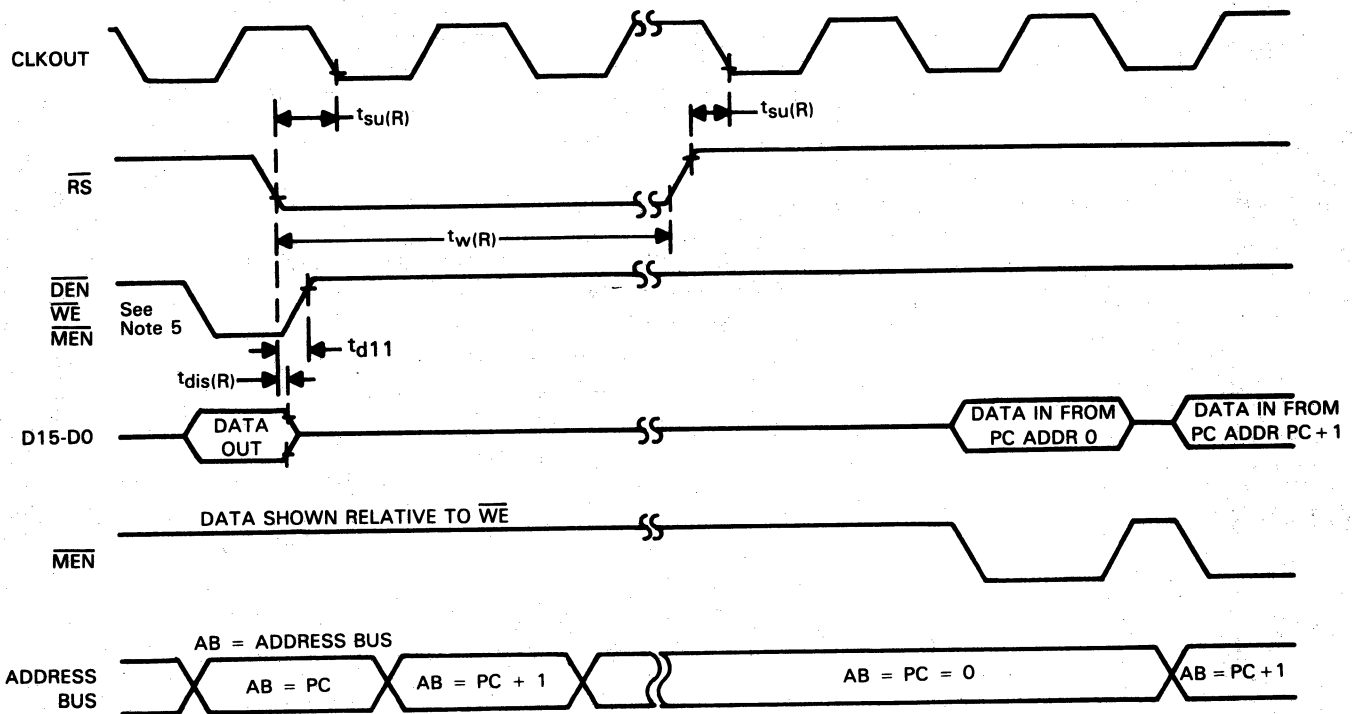 CLKOUT
tsu(R)
tsu(R)
RS
tw(R)
DEN
WE
MEN
See
Note 5
td11
tdis(R)
D15-D0
DATA
OUT
DATA IN FROM
PC ADDR 0
DATA IN FROM
PC ADDR PC + 1
DATA SHOWN RELATIVE TO WE
MEN
AB = ADDRESS BUS
ADDRESS
BUS
AB = PC
AB = PC + 1
AB = PC = 0
AB = PC + 1